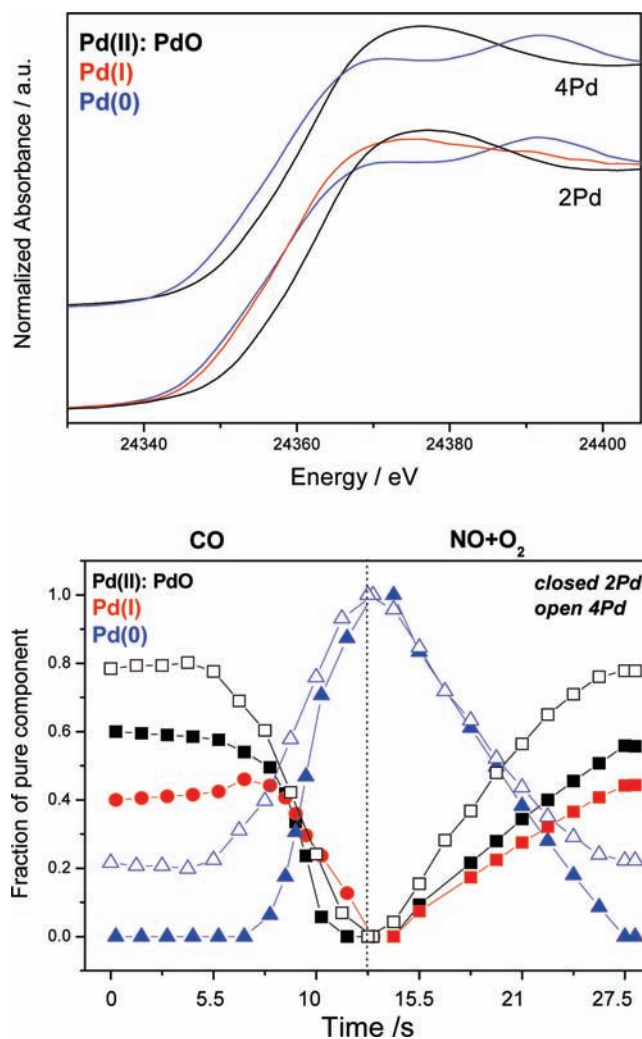 Pd(II): PdO
Pd(I)
Pd(0)
4Pd
2Pd
Normalized Absorbance / a.u.
24340 24360 24380 24400
Energy / eV
CO NO+O₂
Pd(II): PdO
Pd(I)
Pd(0)
closed 2Pd
open 4Pd
1.0
0.8
0.6
0.4
0.2
0.0
Fraction of pure component
0 5.5 10 15.5 21 27.5
Time /s